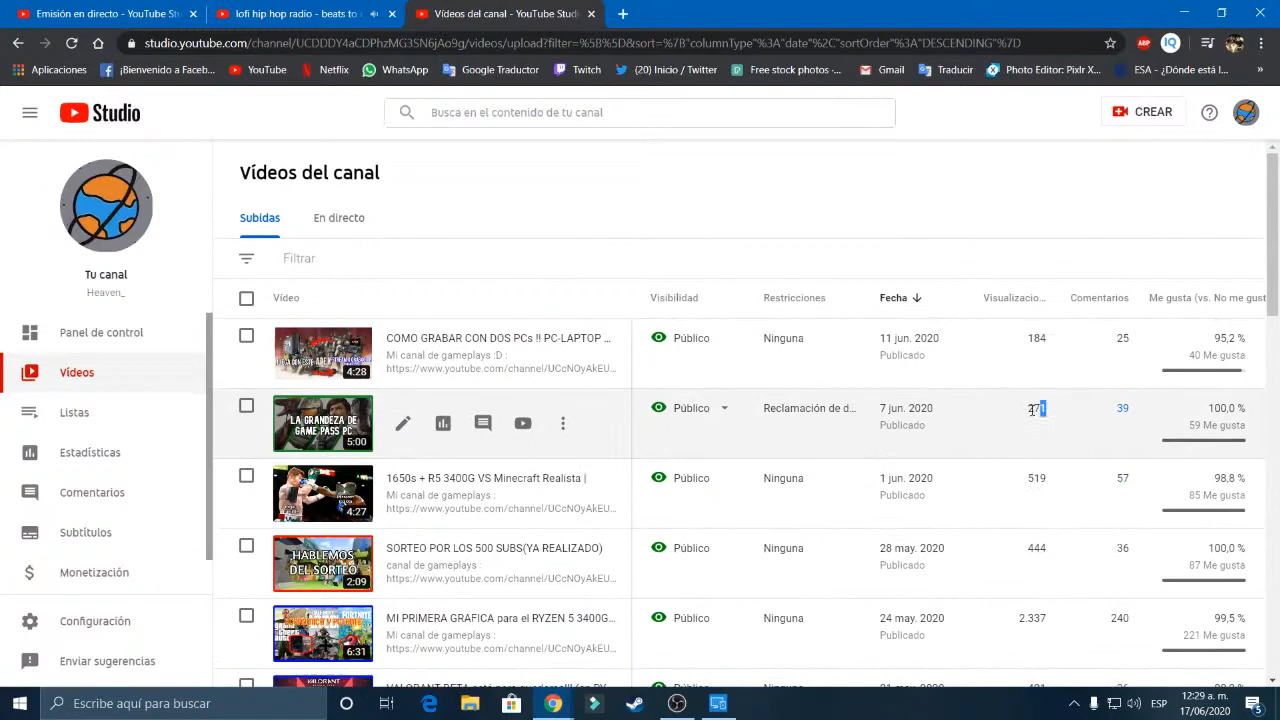 Emisión de vídeo en directo - You
lofi hip hop radio - beats to
Vídeos del canal - YouTube Studi
studio.youtube.com/channel/UCDDDY4aCDPhzMG3SN6jAo9g/videos/upload?filter=%5B%5D&sort=%7B"columnType"%3A"date"%2C"sortOrder"%3A"DESCENDING"%7D
ABP
IQ
Aplicaciones
¡Bienvenido a Faceb...
YouTube
Netflix
WhatsApp
Google Traductor
Twitch
(20) Inicio / Twitter
Free stock photos ·...
Gmail
Traducir
Photo Editor: Pixlr X...
ESA - ¿Todavía no h...
Studio
Busca en el contenido de tu canal
CREAR
Tu canal
Heaven_
Panel de control
Vídeos
Listas
Estadísticas
Comentarios
Subtítulos
Monetización
Configuración
Enviar sugerencias
Vídeos del canal
Subidas
En directo
Filtrar
Vídeo
Visibilidad
Restricciones
Fecha
Visualizacio...
Comentarios
Me gusta (vs. No me gust
4:28
COMO GRABAR CON DOS PCs !! PC-LAPTOP ...
Mi canal de gameplays :D :
https://www.youtube.com/channel/UCcNOyAkEU...
Público
Ninguna
11 jun. 2020
Publicado
184
25
95,2 %
40 Me gusta
LA GRANDEZA DE
GAME PASS PC
5:00
Público
Reclamación de d...
7 jun. 2020
Publicado
271
39
100,0 %
59 Me gusta
4:27
1650s + R5 3400G VS Minecraft Realista |
Mi canal de gameplays :
https://www.youtube.com/channel/UCcNOyAkEU...
Público
Ninguna
1 jun. 2020
Publicado
519
57
98,8 %
85 Me gusta
HABLEMOS
DEL SORTEO
2:09
SORTEO POR LOS 500 SUBS(YA REALIZADO)
canal de gameplays :
https://www.youtube.com/channel/UCcNOyAkEU...
Público
Ninguna
28 may. 2020
Publicado
444
36
100,0 %
87 Me gusta
6:31
MI PRIMERA GRAFICA para el RYZEN 5 3400G...
Mi canal de gameplays :
https://www.youtube.com/channel/UCcNOyAkEU...
Público
Ninguna
24 may. 2020
Publicado
2.337
240
99,5 %
221 Me gusta
VALORANT
Escribe aquí para buscar
ESP
12:29 a. m.
17/06/2020
5